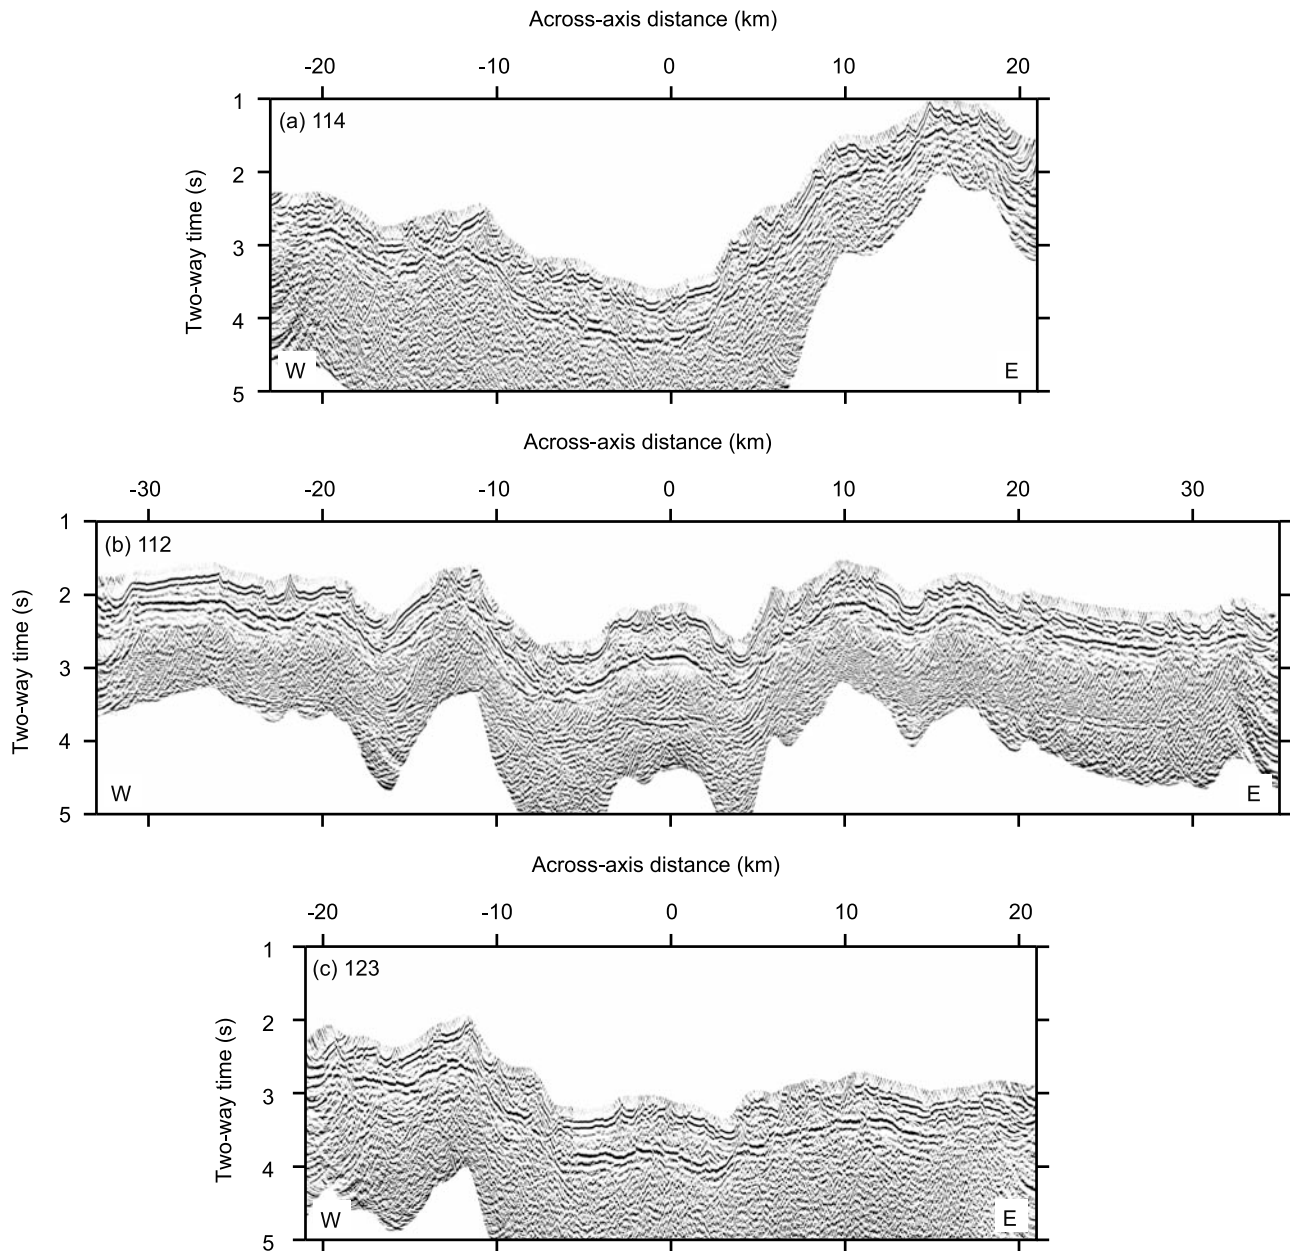 Across-axis distance (km)
-20 -10 0 10 20
1
(a) 114
2
Two-way time (s)
3
4
W E
5
Across-axis distance (km)
-30 -20 -10 0 10 20 30
1
(b) 112
2
Two-way time (s)
3
4
W E
5
Across-axis distance (km)
-20 -10 0 10 20
1
(c) 123
2
Two-way time (s)
3
4
W E
5